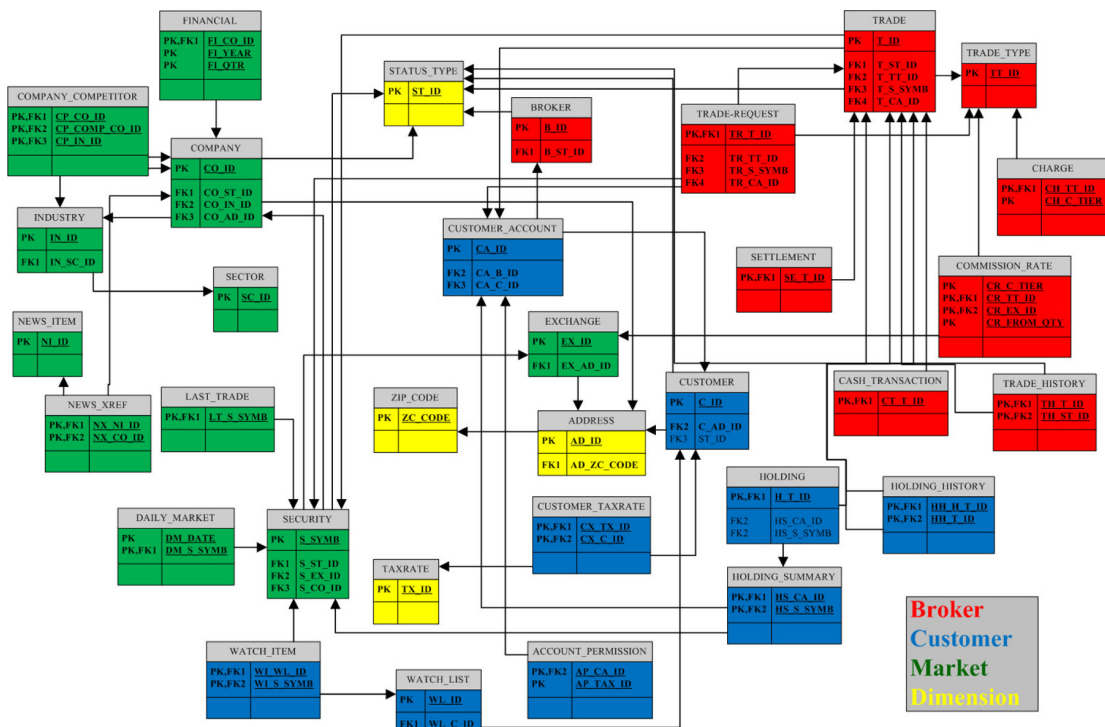 FINANCIAL
PK,FK1 FI_CO_ID
PK FI_YEAR
PK FI_QTR
TRADE
PK T_ID
FK1 T_ST_ID
FK2 T_TT_ID
FK3 T_S_SYMB
FK4 T_CA_ID
TRADE_TYPE
PK TT_ID
STATUS_TYPE
PK ST_ID
COMPANY_COMPETITOR
PK,FK1 CP_CO_ID
PK,FK2 CP_COMP_CO_ID
PK,FK3 CP_IN_ID
BROKER
PK B_ID
FK1 B_ST_ID
TRADE-REQUEST
PK,FK1 TR_T_ID
FK2 TR_TT_ID
FK3 TR_S_SYMB
FK4 TR_CA_ID
COMPANY
PK CO_ID
FK1 CO_ST_ID
FK2 CO_IN_ID
FK3 CO_AD_ID
CHARGE
PK,FK1 CH_TT_ID
PK CH_C_TIER
INDUSTRY
PK IN_ID
FK1 IN_SC_ID
CUSTOMER_ACCOUNT
PK CA_ID
FK2 CA_B_ID
FK3 CA_C_ID
SETTLEMENT
PK,FK1 SE_T_ID
COMMISSION_RATE
PK CR_C_TIER
PK,FK1 CR_TT_ID
PK,FK2 CR_EX_ID
PK CR_FROM_QTY
SECTOR
PK SC_ID
NEWS_ITEM
PK NI_ID
EXCHANGE
PK EX_ID
FK1 EX_AD_ID
NEWS_XREF
PK,FK1 NX_NI_ID
PK,FK2 NX_CO_ID
LAST_TRADE
PK,FK1 LT_S_SYMB
ZIP_CODE
PK ZC_CODE
ADDRESS
PK AD_ID
FK1 AD_ZC_CODE
CUSTOMER
PK C_ID
FK2 C_AD_ID
FK3 ST_ID
CASH_TRANSACTION
PK,FK1 CT_T_ID
TRADE_HISTORY
PK,FK1 TH_T_ID
PK,FK2 TH_ST_ID
HOLDING
PK,FK1 H_T_ID
FK2 HS_CA_ID
FK2 HS_S_SYMB
HOLDING_HISTORY
PK,FK1 HH_H_T_ID
PK,FK2 HH_T_ID
DAILY_MARKET
PK DM_DATE
PK,FK1 DM_S_SYMB
SECURITY
PK S_SYMB
FK1 S_ST_ID
FK2 S_EX_ID
FK3 S_CO_ID
CUSTOMER_TAXRATE
PK,FK1 CX_TX_ID
PK,FK2 CX_C_ID
TAXRATE
PK TX_ID
HOLDING_SUMMARY
PK,FK1 HS_CA_ID
PK,FK2 HS_S_SYMB
WATCH_ITEM
PK,FK1 WI_WL_ID
PK,FK2 WI_S_SYMB
WATCH_LIST
PK WL_ID
FK1 WL_C_ID
ACCOUNT_PERMISSION
PK,FK2 AP_CA_ID
PK AP_TAX_ID
Broker
Customer
Market
Dimension